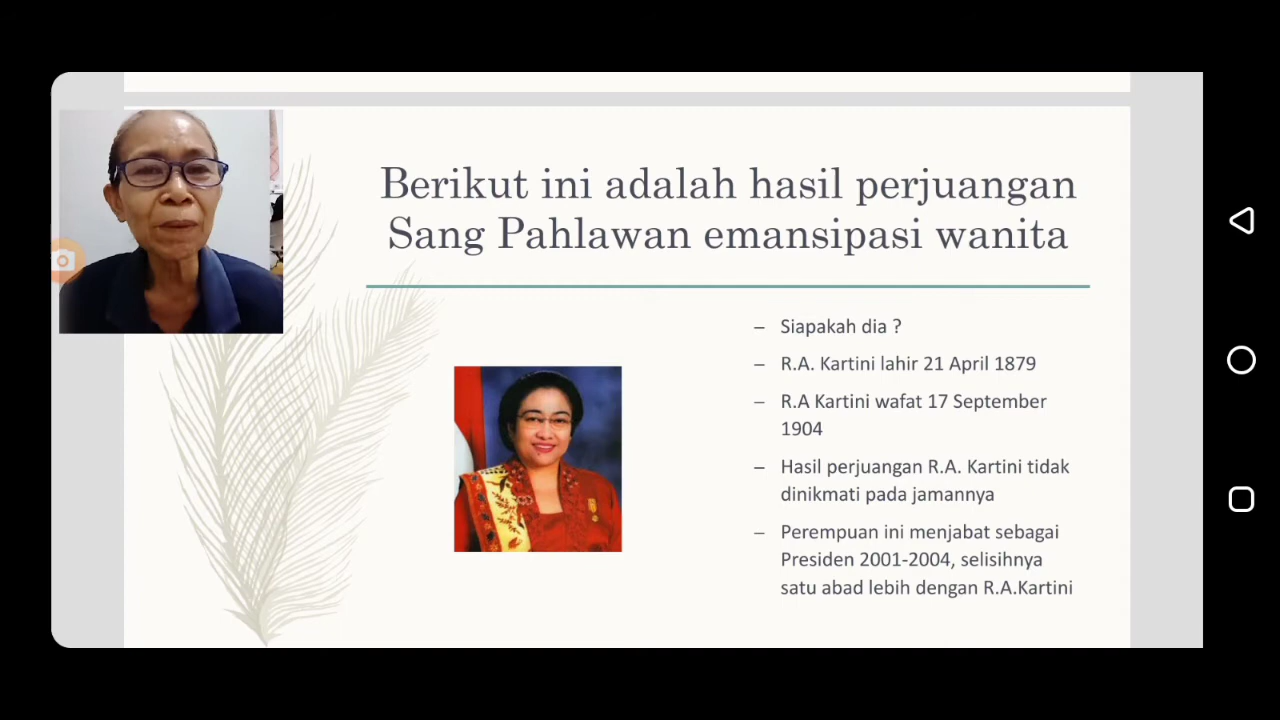 Berikut ini adalah hasil perjuangan
Sang Pahlawan emansipasi wanita
– Siapakah dia ?
– R.A. Kartini lahir 21 April 1879
– R.A Kartini wafat 17 September
1904
– Hasil perjuangan R.A. Kartini tidak
dinikmati pada jamannya
– Perempuan ini menjabat sebagai
Presiden 2001-2004, selisihnya
satu abad lebih dengan R.A.Kartini